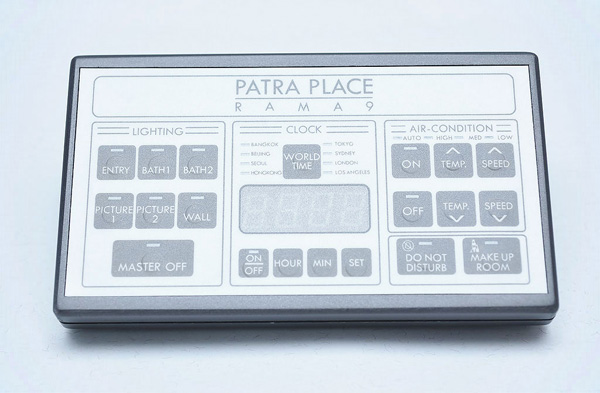 PATRA PLACE
RAMA 9
LIGHTING
ENTRY BATH1 BATH2
PICTURE 1 PICTURE 2 WALL
MASTER OFF
CLOCK
BANGKOK
BEIJING
SEOUL
HONGKONG
WORLD TIME
TOKYO
SYDNEY
LONDON
LOS ANGELES
ON OFF HOUR MIN SET
AIR-CONDITION
AUTO HIGH MED LOW
ON TEMP. SPEED
OFF TEMP. SPEED
DO NOT DISTURB
MAKE UP ROOM